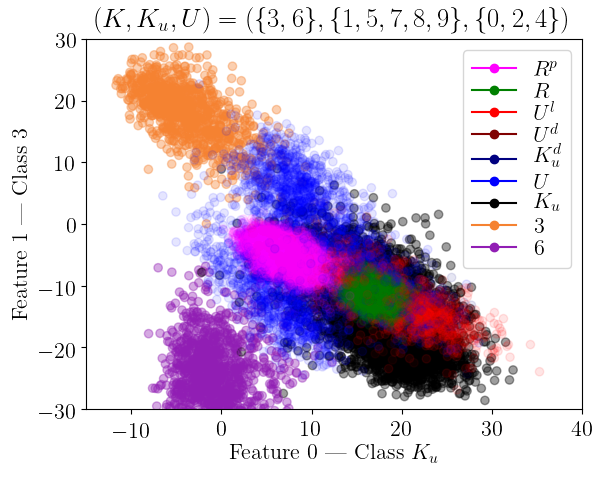 (K, K_u, U) = ({3, 6}, {1, 5, 7, 8, 9}, {0, 2, 4})
30
20
10
0
−10
−20
−30
Feature 1 — Class 3
R^p
R
U^l
U^d
K_u^d
U
K_u
3
6
−10
0
10
20
30
40
Feature 0 — Class K_u